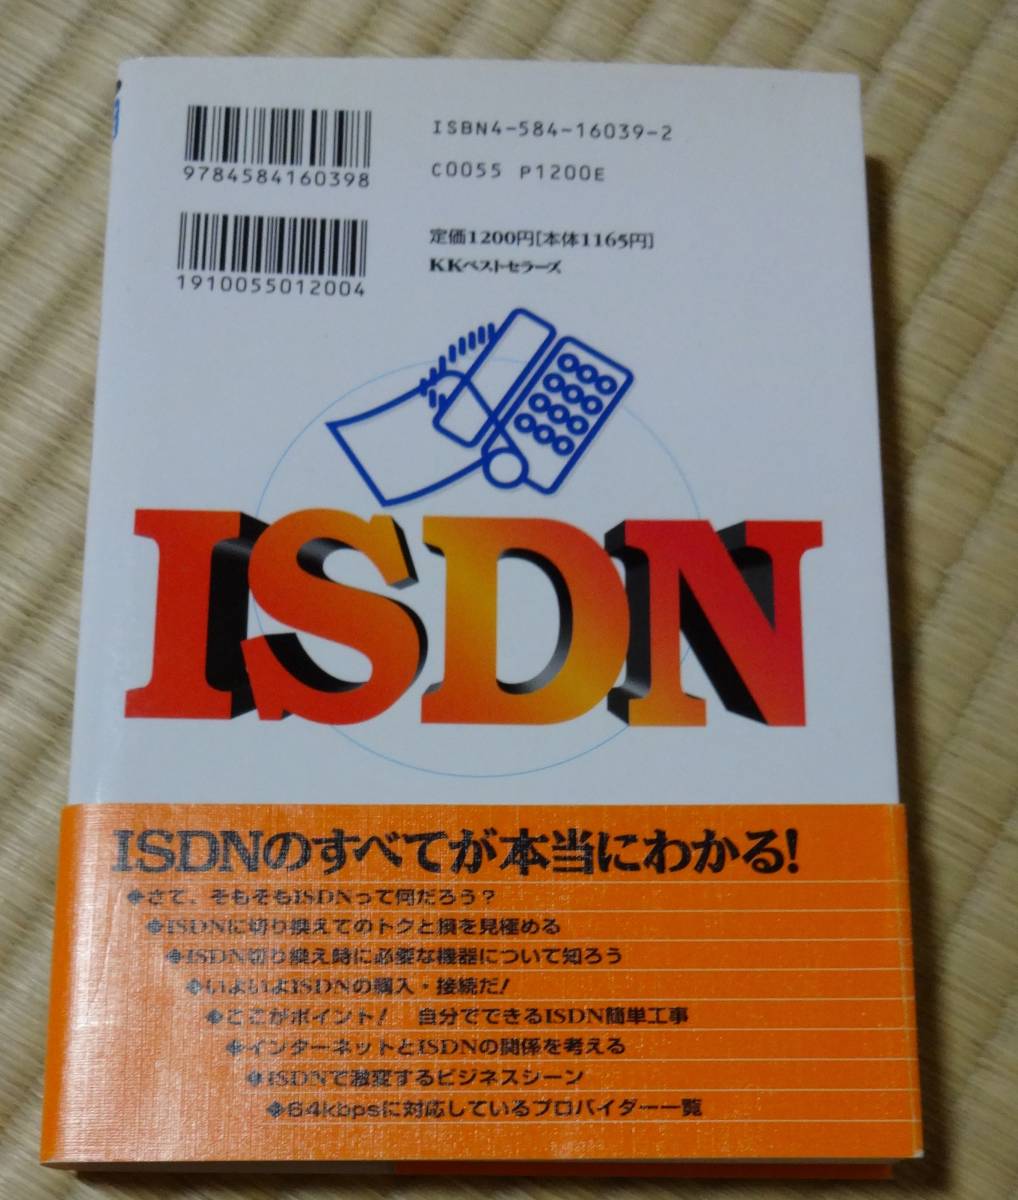 ISBN4-584-16039-2
9784584160398
C0055 P1200E
定価1200円[本体1165円]
KKベストセラーズ
1910055012004
ISDN
ISDNのすべてが本当にわかる!
◆さて、そもそもISDNって何だろう?
◆ISDNに切り換えてのトクと損を見極める
◆ISDN切り換え時に必要な機器について知ろう
◆いよいよISDNの購入・接続だ!
◆ここがポイント! 自分でできるISDN簡単工事
◆インターネットとISDNの関係を考える
◆ISDNで激変するビジネスシーン
◆64kbpsに対応しているプロバイダー一覧